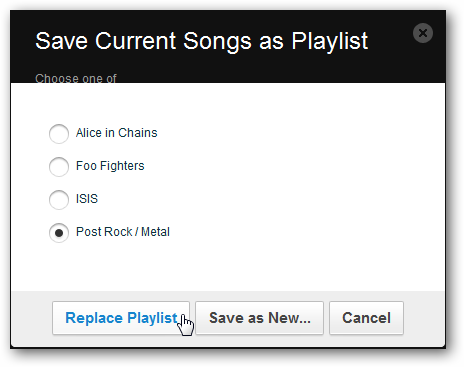 Save Current Songs as Playlist
Choose one of
Alice in Chains
Foo Fighters
ISIS
Post Rock / Metal
Replace Playlist Save as New... Cancel